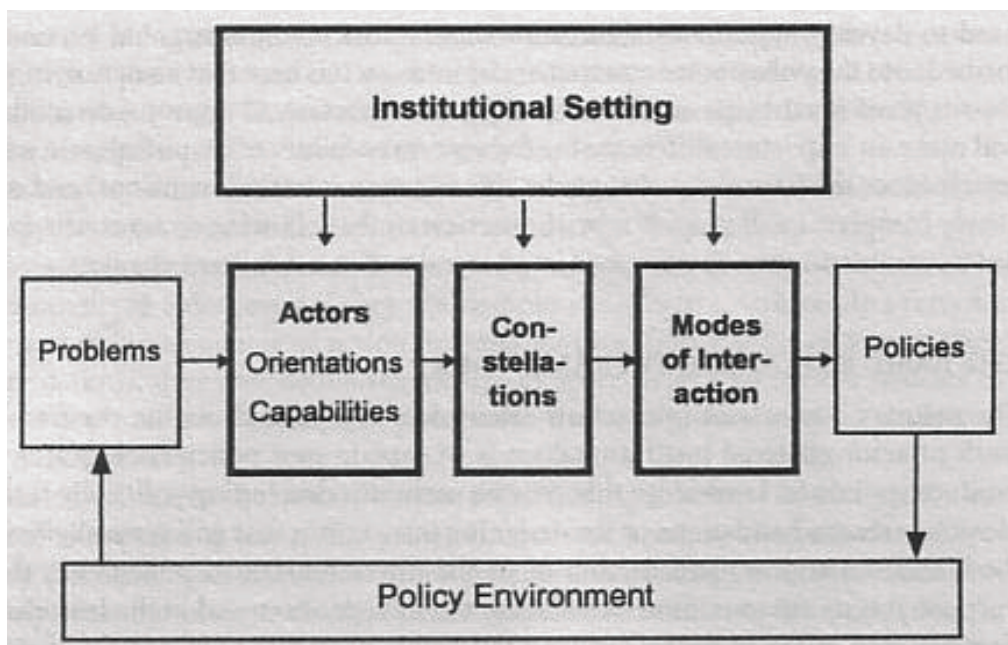 Institutional Setting
Problems
Actors
Orientations
Capabilities
Con-
stella-
tions
Modes
of Inter-
action
Policies
Policy Environment